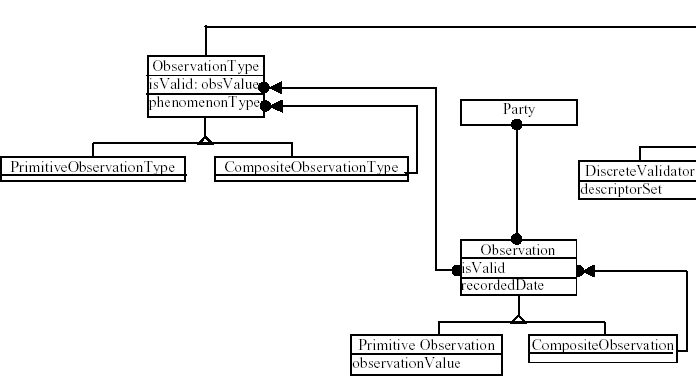 ObservationType
isValid: obsValue
phenomenonType
Party
PrimitiveObservationType
CompositeObservationType
DiscreteValidator
descriptorSet
Observation
isValid
recordedDate
Primitive Observation
observationValue
CompositeObservation